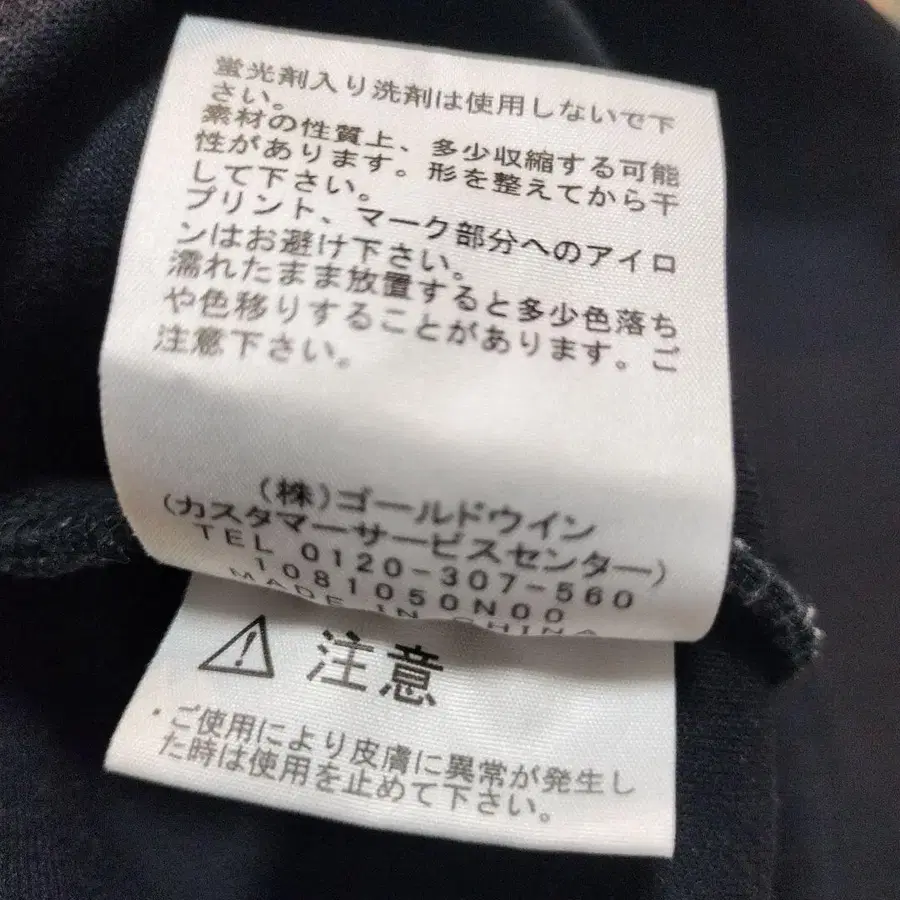 蛍光剤入り洗剤は使用しないで下
さい。
素材の性質上、多少収縮する可能
性があります。形を整えてから干
して下さい。
プリント、マーク部分へのアイロ
ンはお避け下さい。
濡れたまま放置すると多少色落ち
や色移りすることがあります。ご
注意下さい。
(株)ゴールドウイン
(カスタマーサービスセンター)
TEL 0120-307-560
1081050N00
MADE IN CHINA
⚠ 注意
・ご使用により皮膚に異常が発生し
た時は使用を止めて下さい。